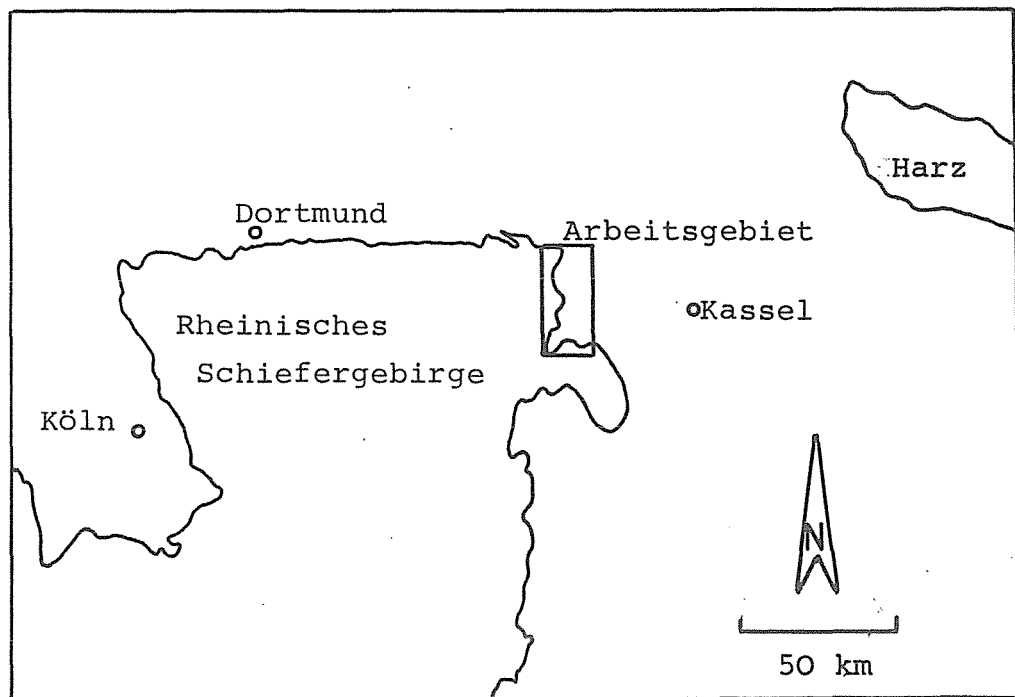 Harz
Dortmund
Arbeitsgebiet
Kassel
Rheinisches
Schiefergebirge
Köln
N
50 km